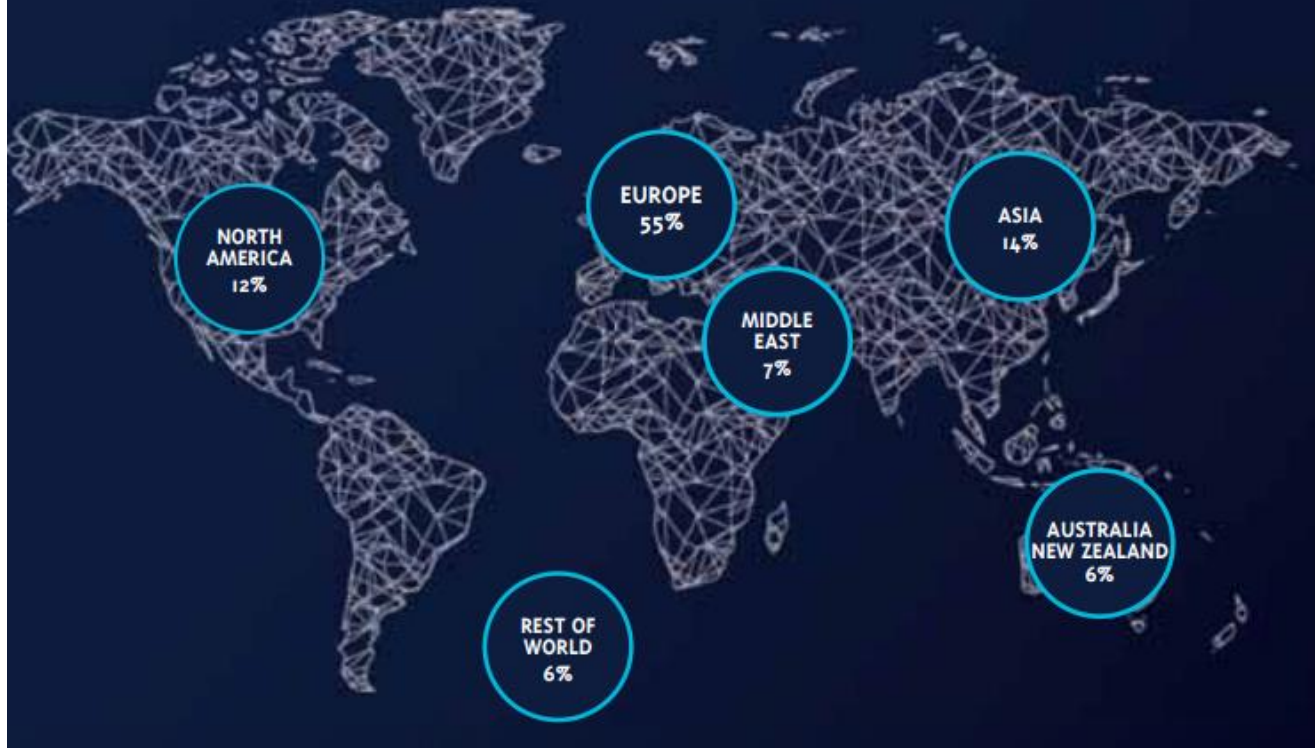 EUROPE
55%
ASIA
14%
NORTH
AMERICA
12%
MIDDLE
EAST
7%
AUSTRALIA
NEW ZEALAND
6%
REST OF
WORLD
6%